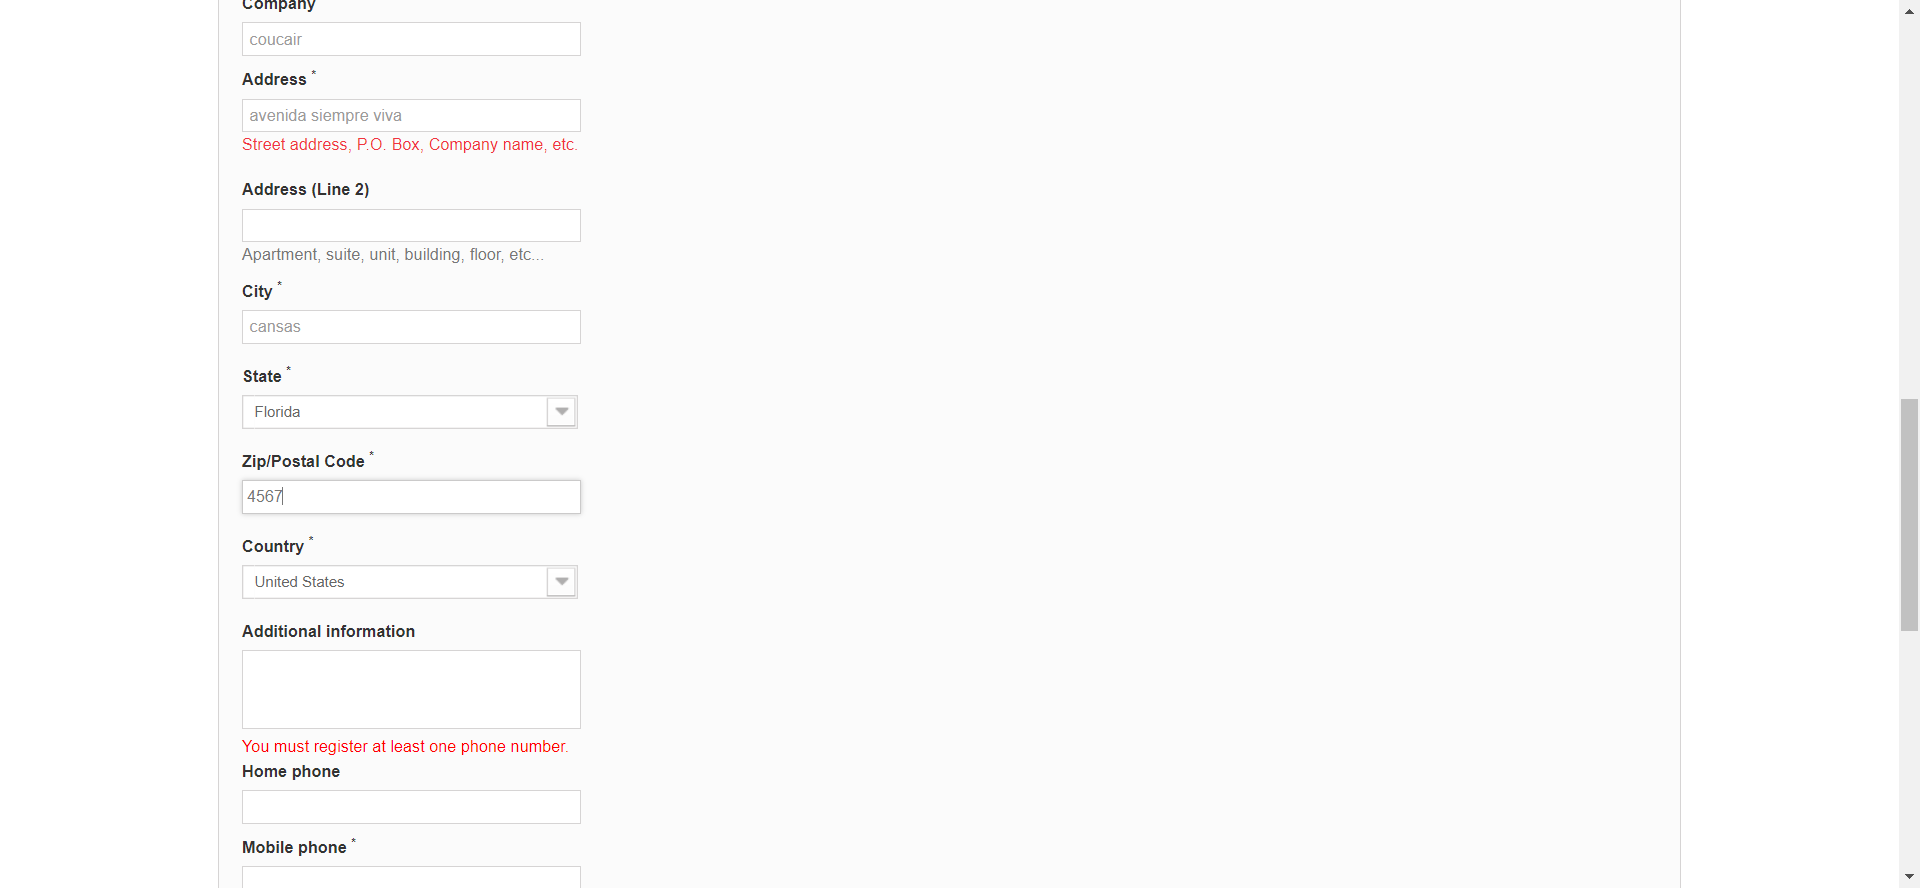 Company
coucair
Address *
avenida siempre viva
Street address, P.O. Box, Company name, etc.
Address (Line 2)
Apartment, suite, unit, building, floor, etc...
City *
cansas
State *
Florida
Zip/Postal Code *
4567
Country *
United States
Additional information
You must register at least one phone number.
Home phone
Mobile phone *